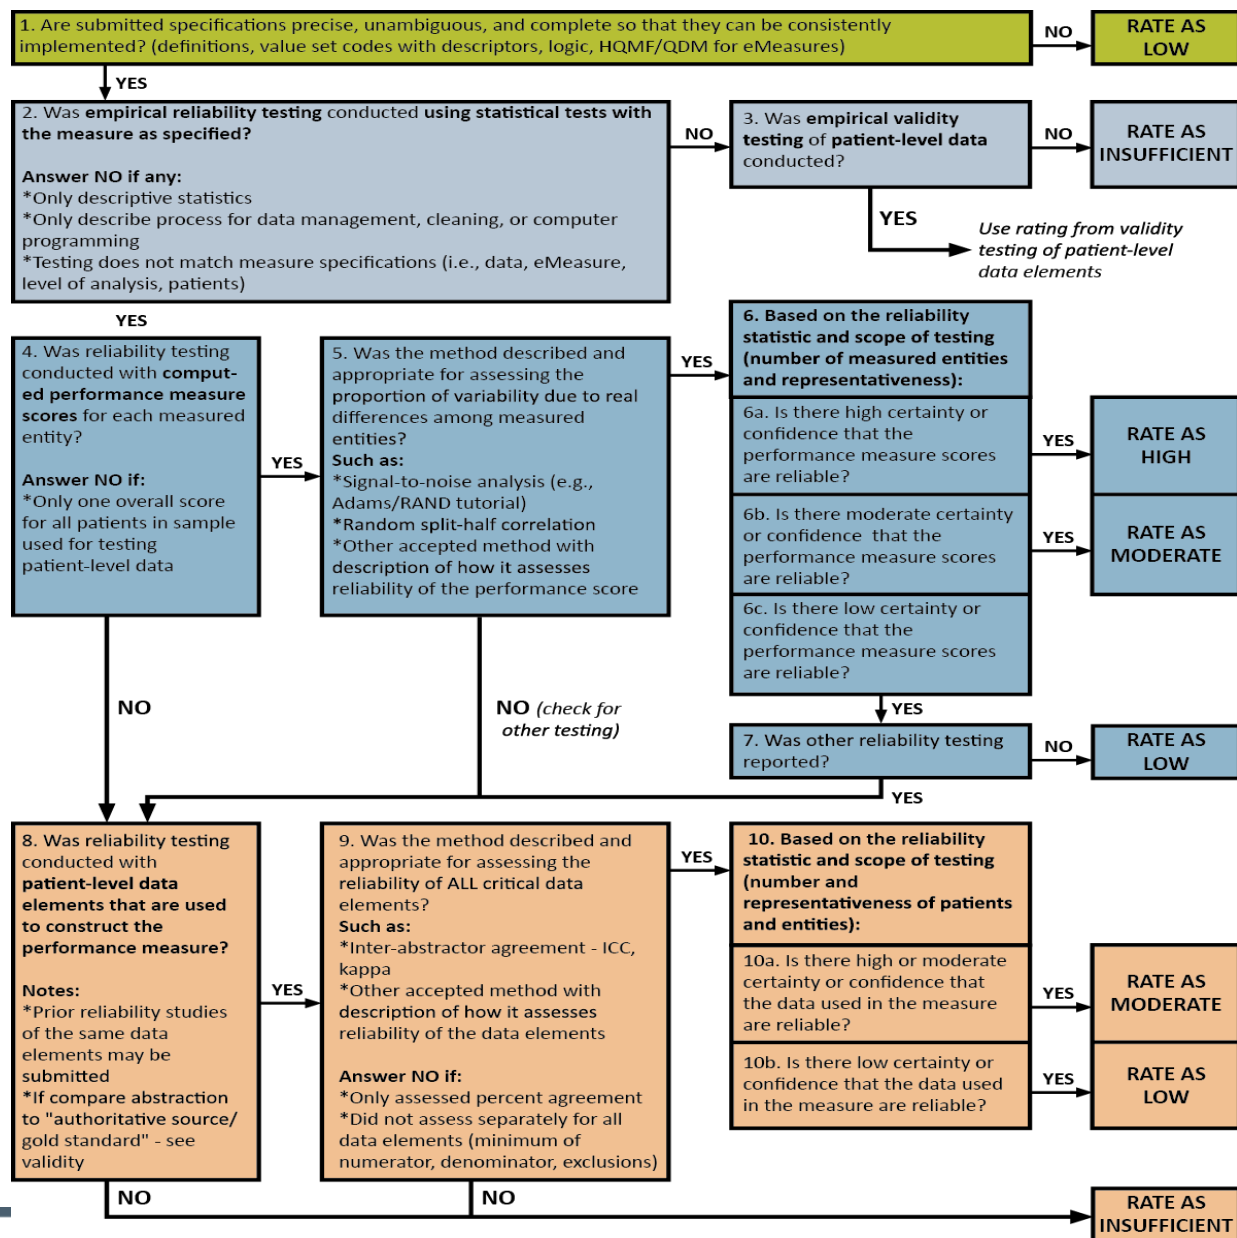 1. Are submitted specifications precise, unambiguous, and complete so that they can be consistently
implemented? (definitions, value set codes with descriptors, logic, HQMF/QDM for eMeasures)
NO
RATE AS
LOW
YES
2. Was empirical reliability testing conducted using statistical tests with
the measure as specified?
Answer NO if any:
*Only descriptive statistics
*Only describe process for data management, cleaning, or computer
programming
*Testing does not match measure specifications (i.e., data, eMeasure,
level of analysis, patients)
NO
3. Was empirical validity
testing of patient-level data
conducted?
NO
RATE AS
INSUFFICIENT
YES
Use rating from validity
testing of patient-level
data elements
YES
4. Was reliability testing
conducted with comput-
ed performance measure
scores for each measured
entity?
Answer NO if:
*Only one overall score
for all patients in sample
used for testing
patient-level data
YES
5. Was the method described and
appropriate for assessing the
proportion of variability due to real
differences among measured
entities?
Such as:
*Signal-to-noise analysis (e.g.,
Adams/RAND tutorial)
*Random split-half correlation
*Other accepted method with
description of how it assesses
reliability of the performance score
YES
6. Based on the reliability
statistic and scope of testing
(number of measured entities
and representativeness):
6a. Is there high certainty or
confidence that the
performance measure scores
are reliable?
YES
RATE AS
HIGH
6b. Is there moderate certainty
or confidence that the
performance measure scores
are reliable?
YES
RATE AS
MODERATE
6c. Is there low certainty or
confidence that the
performance measure scores
are reliable?
YES
NO
NO (check for
other testing)
7. Was other reliability testing
reported?
NO
RATE AS
LOW
YES
8. Was reliability testing
conducted with
patient-level data
elements that are used
to construct the
performance measure?
Notes:
*Prior reliability studies
of the same data
elements may be
submitted
*If compare abstraction
to "authoritative source/
gold standard" - see
validity
YES
9. Was the method described and
appropriate for assessing the
reliability of ALL critical data
elements?
Such as:
*Inter-abstractor agreement - ICC,
kappa
*Other accepted method with
description of how it assesses
reliability of the data elements
Answer NO if:
*Only assessed percent agreement
*Did not assess separately for all
data elements (minimum of
numerator, denominator, exclusions)
YES
10. Based on the reliability
statistic and scope of testing
(number and
representativeness of patients
and entities):
10a. Is there high or moderate
certainty or confidence that
the data used in the measure
are reliable?
YES
RATE AS
MODERATE
10b. Is there low certainty or
confidence that the data used
in the measure are reliable?
YES
RATE AS
LOW
NO
NO
RATE AS
INSUFFICIENT